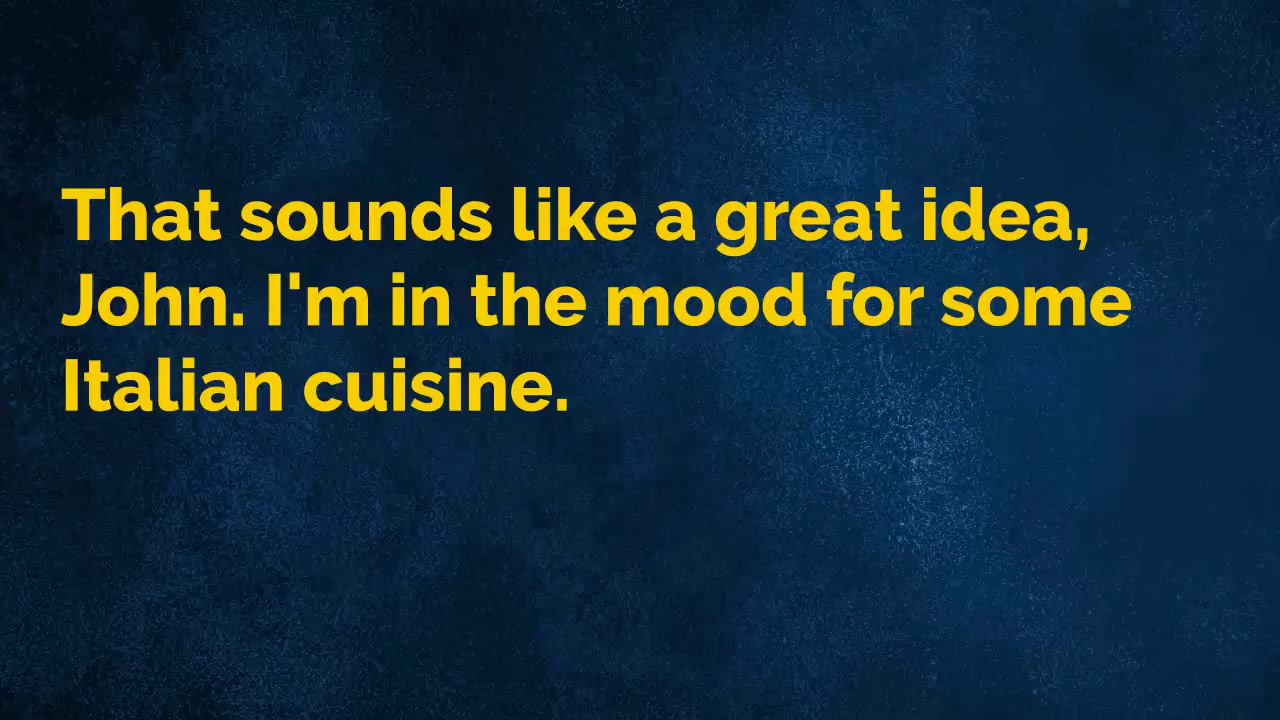 That sounds like a great idea,
John. I'm in the mood for some
Italian cuisine.